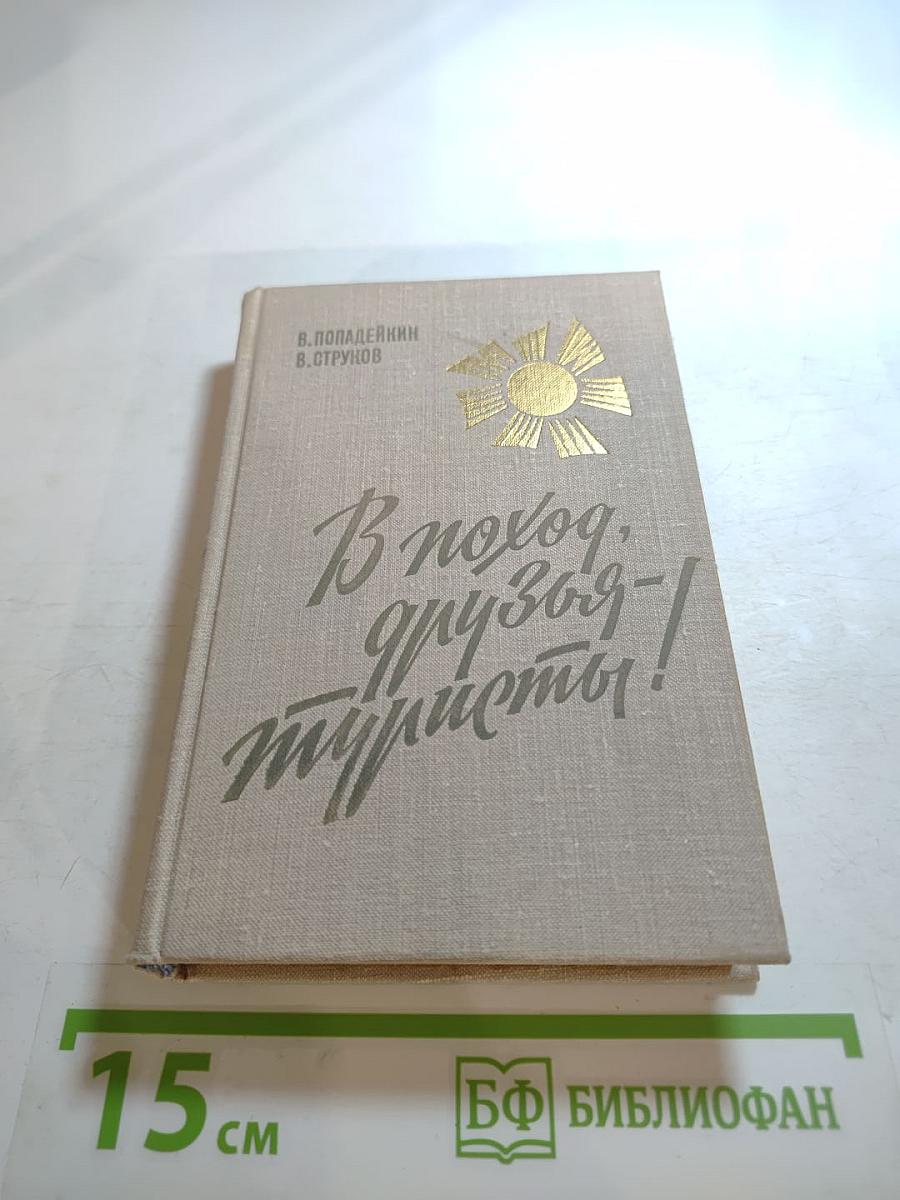 В. ПОПАДЕЙКИН
В. СТРУКОВ
В поход,
друзья-
туристы!
15 см
БФ БИБЛИОФАН